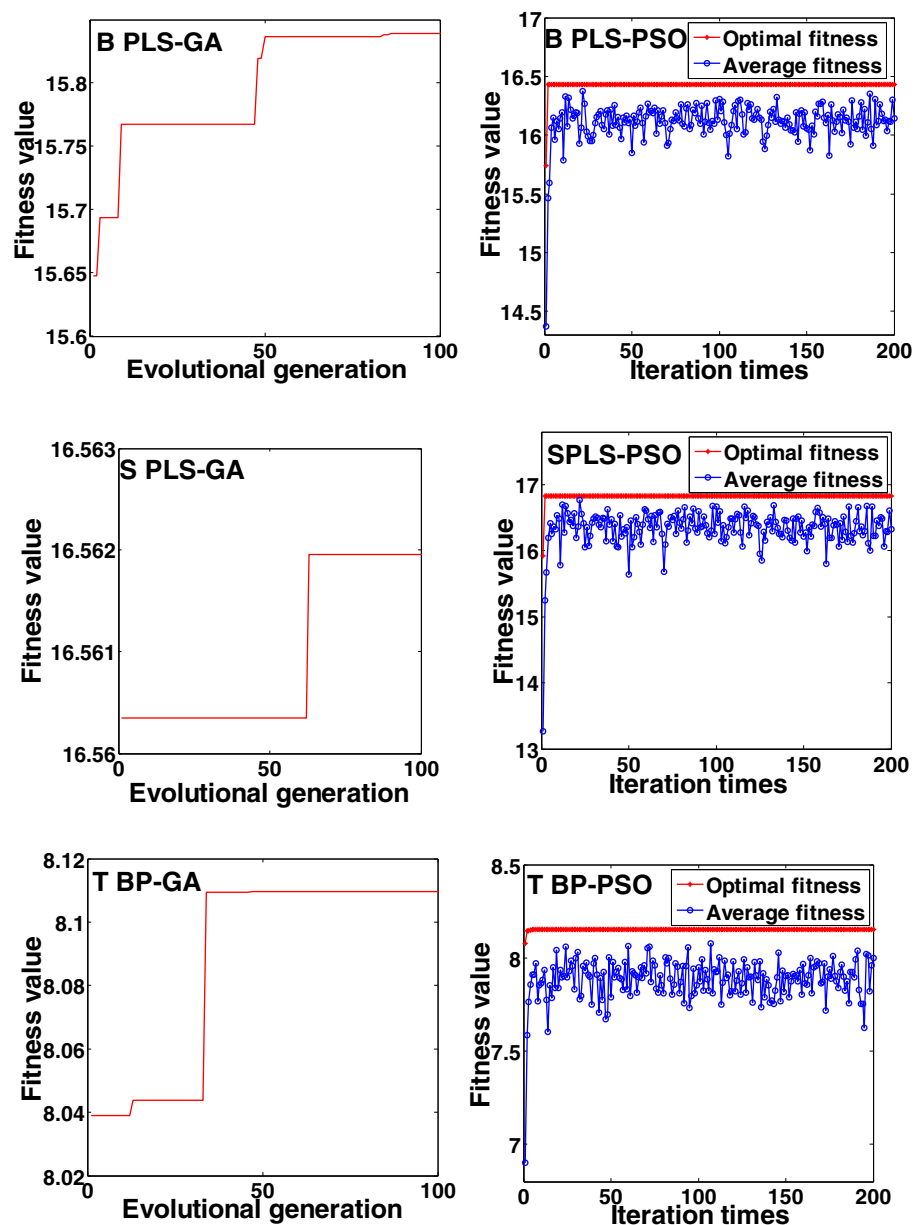 B PLS-GA
Fitness value
15.8
15.75
15.7
15.65
15.6
0
50
100
Evolutional generation
B PLS-PSO
Optimal fitness
Average fitness
Fitness value
17
16.5
16
15.5
15
14.5
0
50
100
150
200
Iteration times
S PLS-GA
Fitness value
16.563
16.562
16.561
16.56
0
50
100
Evolutional generation
SPLS-PSO
Optimal fitness
Average fitness
Fitness value
17
16
15
14
13
0
50
100
150
200
Iteration times
T BP-GA
Fitness value
8.12
8.1
8.08
8.06
8.04
8.02
0
50
100
Evolutional generation
T BP-PSO
Optimal fitness
Average fitness
Fitness value
8.5
8
7.5
7
0
50
100
150
200
Iteration times